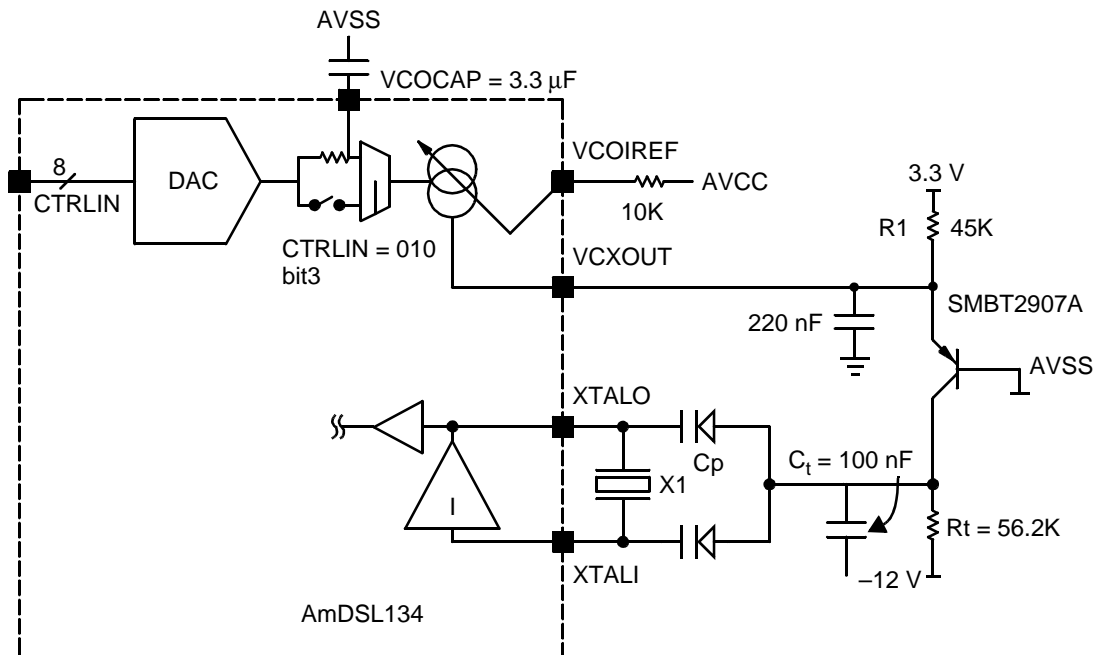 AVSS
VCOCAP = 3.3 μF
8
CTRLIN
DAC
CTRLIN = 010
bit3
VCOIREF
10K
AVCC
VCXOUT
3.3 V
R1
45K
220 nF
SMBT2907A
AVSS
XTALO
Cp
X1
I
XTALI
Ct = 100 nF
Rt = 56.2K
–12 V
AmDSL134